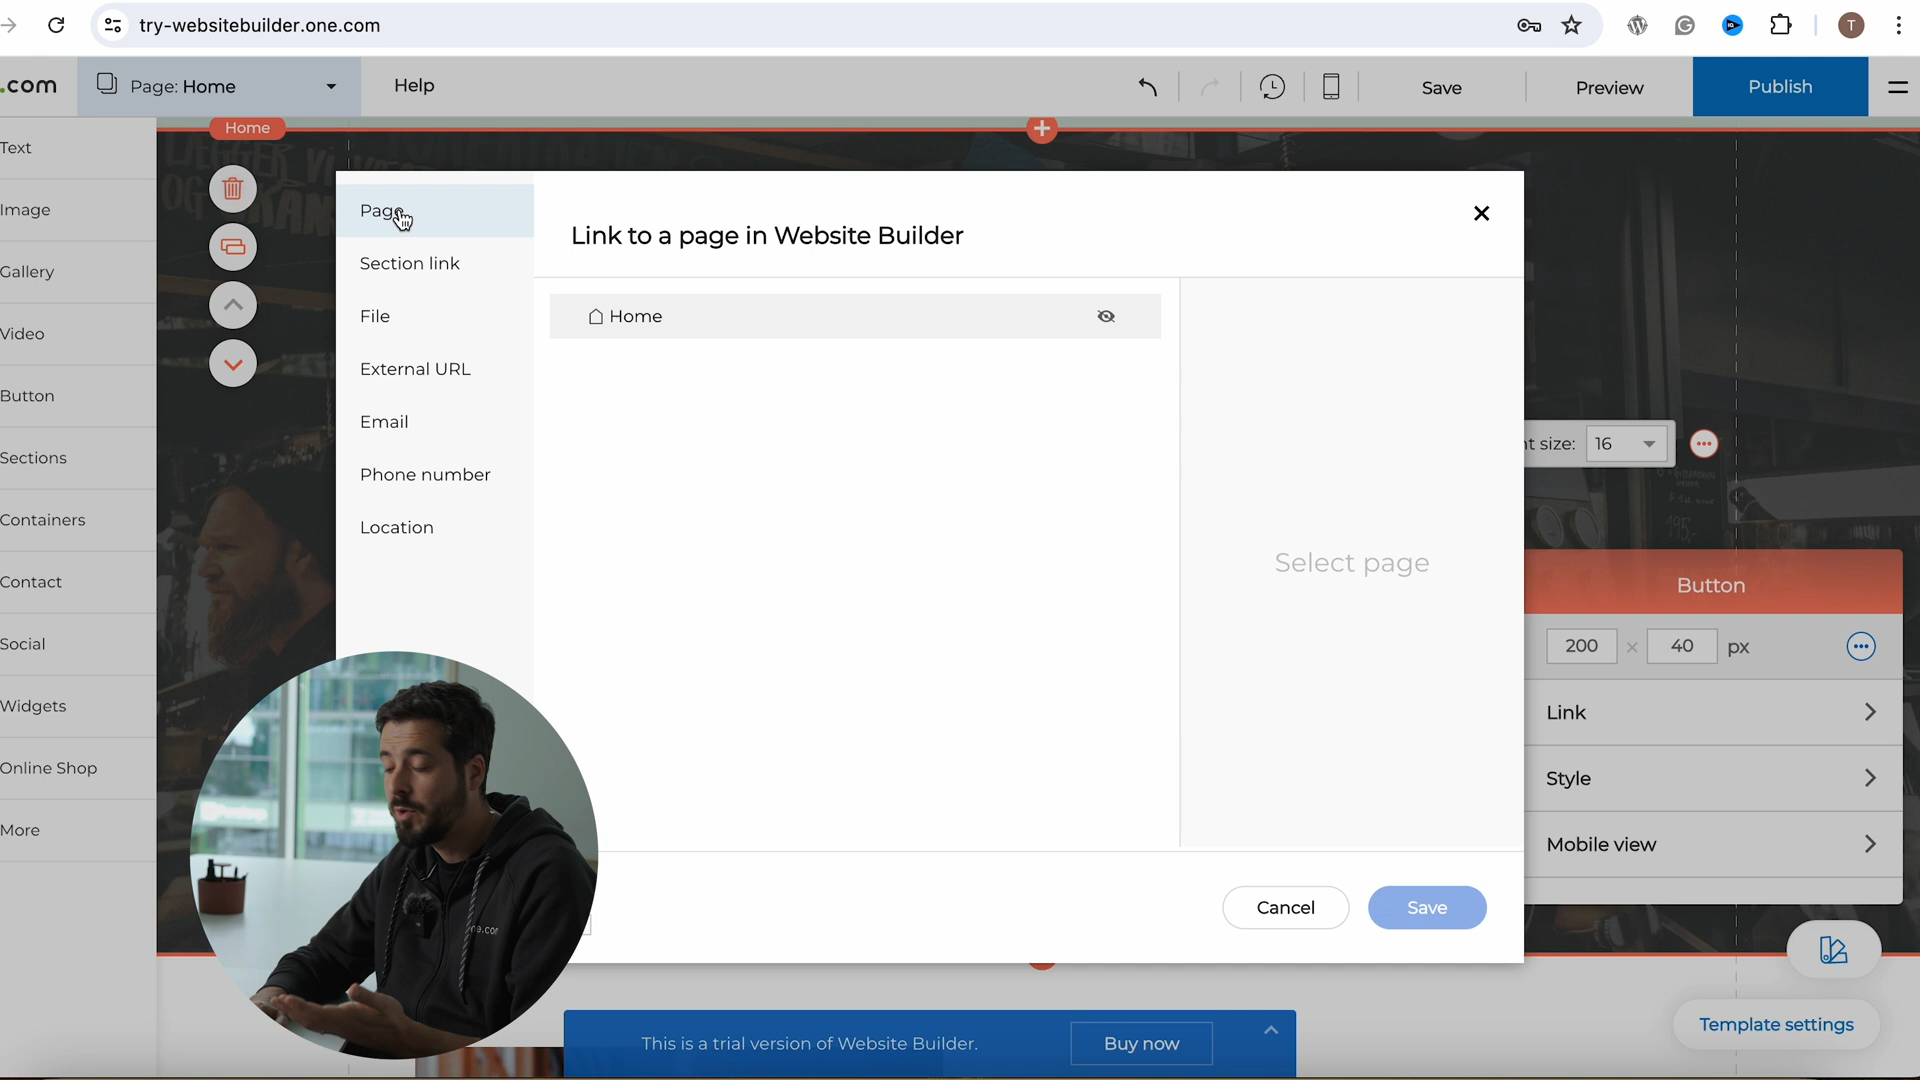 try-websitebuilder.one.com
T
.com
Page: Home
Help
Save
Preview
Publish
Home
Text
Image
Gallery
Video
Button
Sections
Containers
Contact
Social
Widgets
Online Shop
More
Page
Section link
File
External URL
Email
Phone number
Location
Link to a page in Website Builder
Home
Select page
Cancel
Save
nt size: 16
Button
200 × 40 px
Link
Style
Mobile view
Template settings
This is a trial version of Website Builder.
Buy now